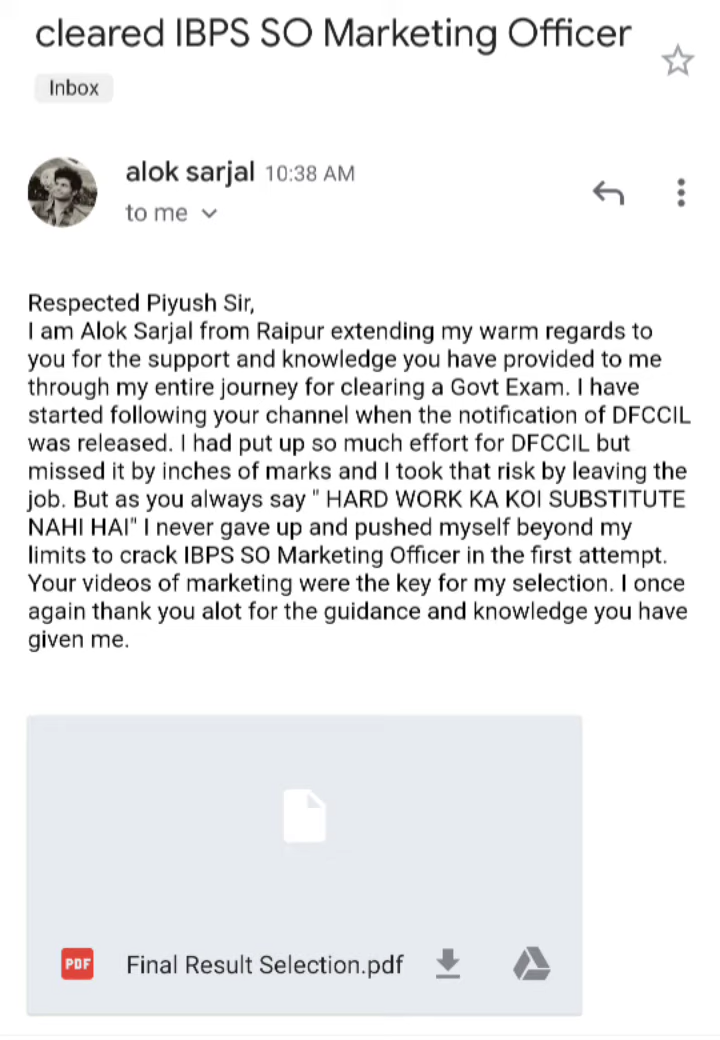 cleared IBPS SO Marketing Officer
Inbox
alok sarjal 10:38 AM
to me
Respected Piyush Sir,
I am Alok Sarjal from Raipur extending my warm regards to
you for the support and knowledge you have provided to me
through my entire journey for clearing a Govt Exam. I have
started following your channel when the notification of DFCCIL
was released. I had put up so much effort for DFCCIL but
missed it by inches of marks and I took that risk by leaving the
job. But as you always say " HARD WORK KA KOI SUBSTITUTE
NAHI HAI" I never gave up and pushed myself beyond my
limits to crack IBPS SO Marketing Officer in the first attempt.
Your videos of marketing were the key for my selection. I once
again thank you alot for the guidance and knowledge you have
given me.
PDF Final Result Selection.pdf